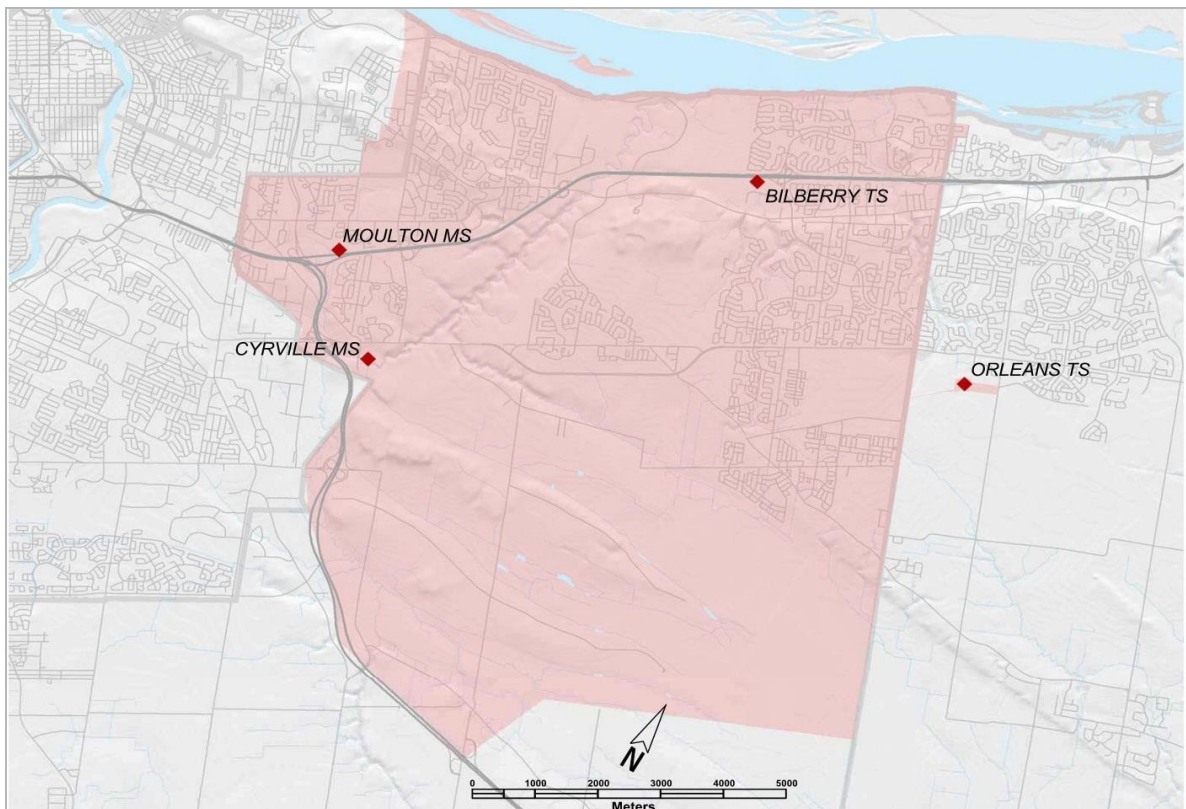 BILBERRY TS
MOULTON MS
CYRVILLE MS
ORLEANS TS
N
0 1000 2000 3000 4000 5000
Meters